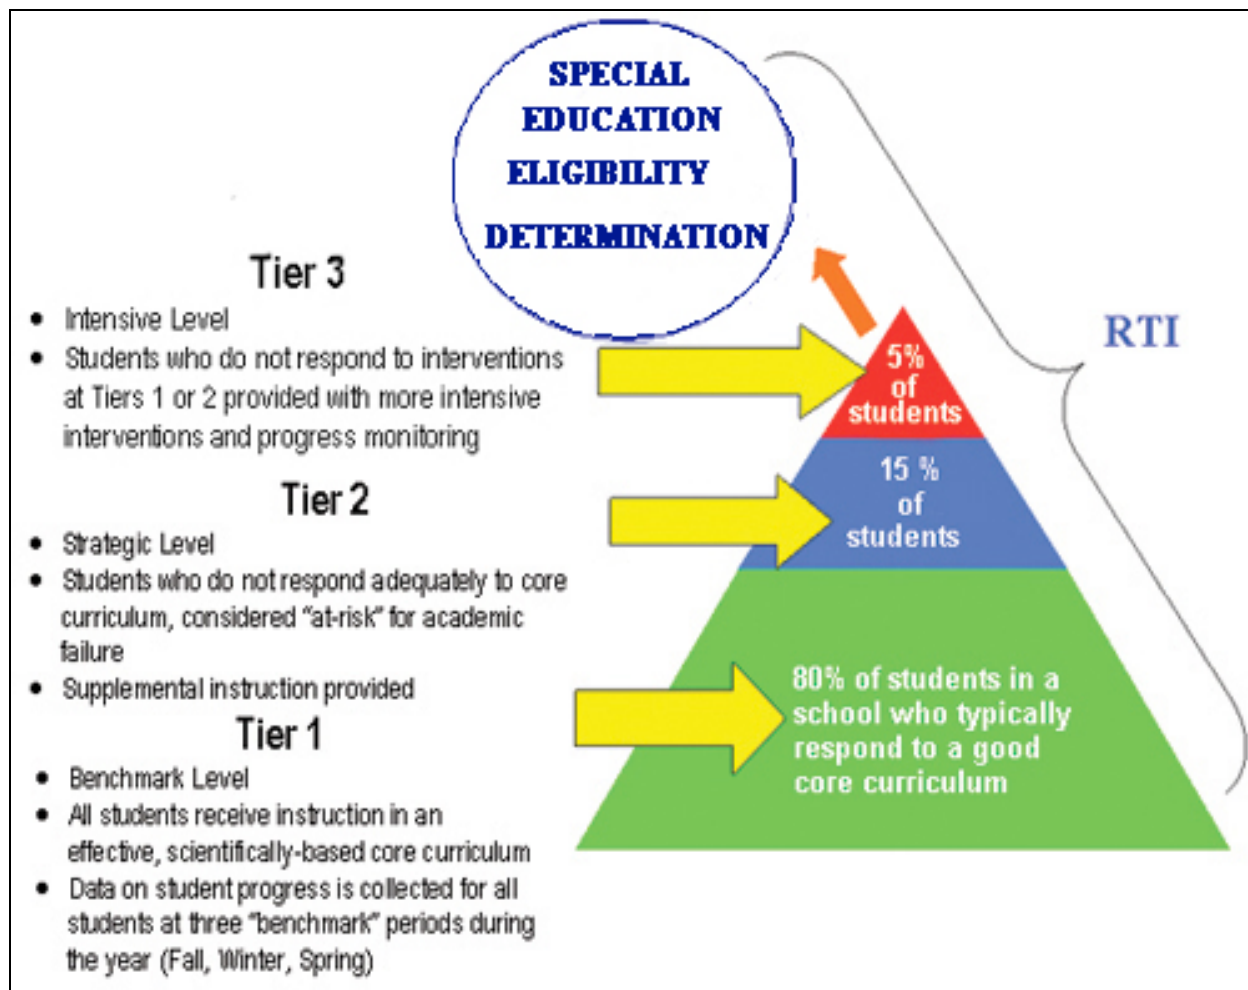 SPECIAL
EDUCATION
ELIGIBILITY
DETERMINATION
RTI
Tier 3
• Intensive Level
• Students who do not respond to interventions
at Tiers 1 or 2 provided with more intensive
interventions and progress monitoring
5%
of
students
Tier 2
• Strategic Level
• Students who do not respond adequately to core
curriculum, considered "at-risk" for academic
failure
• Supplemental instruction provided
15 %
of
students
Tier 1
• Benchmark Level
• All students receive instruction in an
effective, scientifically-based core curriculum
• Data on student progress is collected for all
students at three "benchmark" periods during
the year (Fall, Winter, Spring)
80% of students in a
school who typically
respond to a good
core curriculum